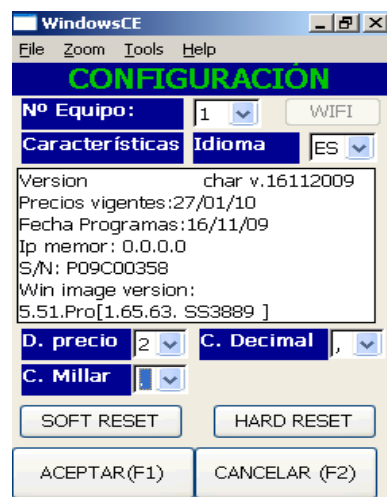 WindowsCE
File Zoom Tools Help
CONFIGURACIÓN
Nº Equipo: 1 WIFI
Características Idioma ES
Version char v.16112009
Precios vigentes:27/01/10
Fecha Programas:16/11/09
Ip memor: 0.0.0.0
S/N: P09C00358
Win image version:
5.51.Pro[1.65.63. SS3889 ]
D. precio 2 C. Decimal ,
C. Millar .
SOFT RESET HARD RESET
ACEPTAR(F1) CANCELAR (F2)